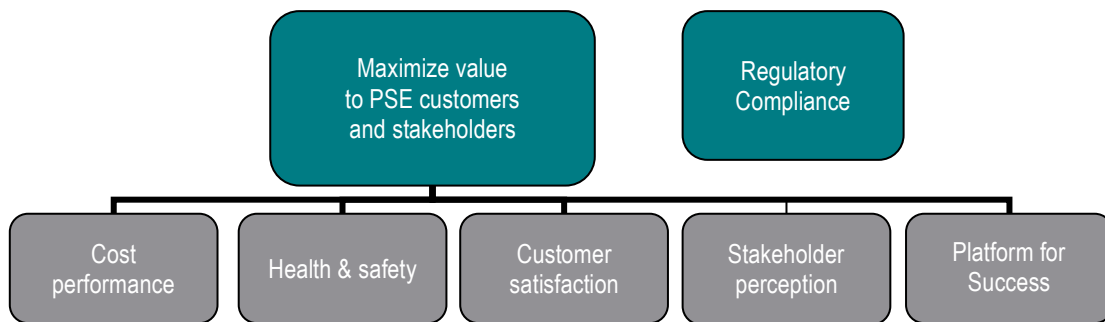 Maximize value
to PSE customers
and stakeholders
Regulatory
Compliance
Cost
performance
Health & safety
Customer
satisfaction
Stakeholder
perception
Platform for
Success